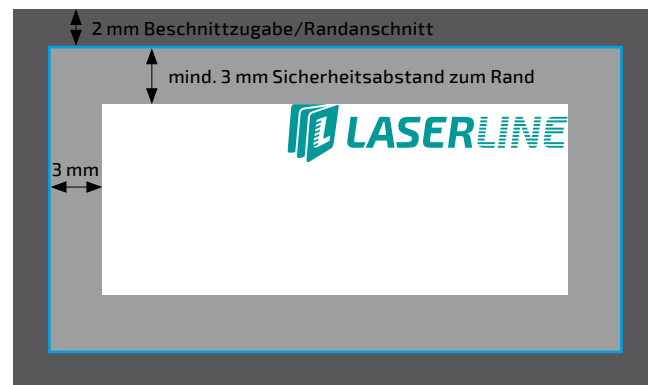 2 mm Beschnittzugabe/Randanschnitt
mind. 3 mm Sicherheitsabstand zum Rand
LASERLINE
3 mm